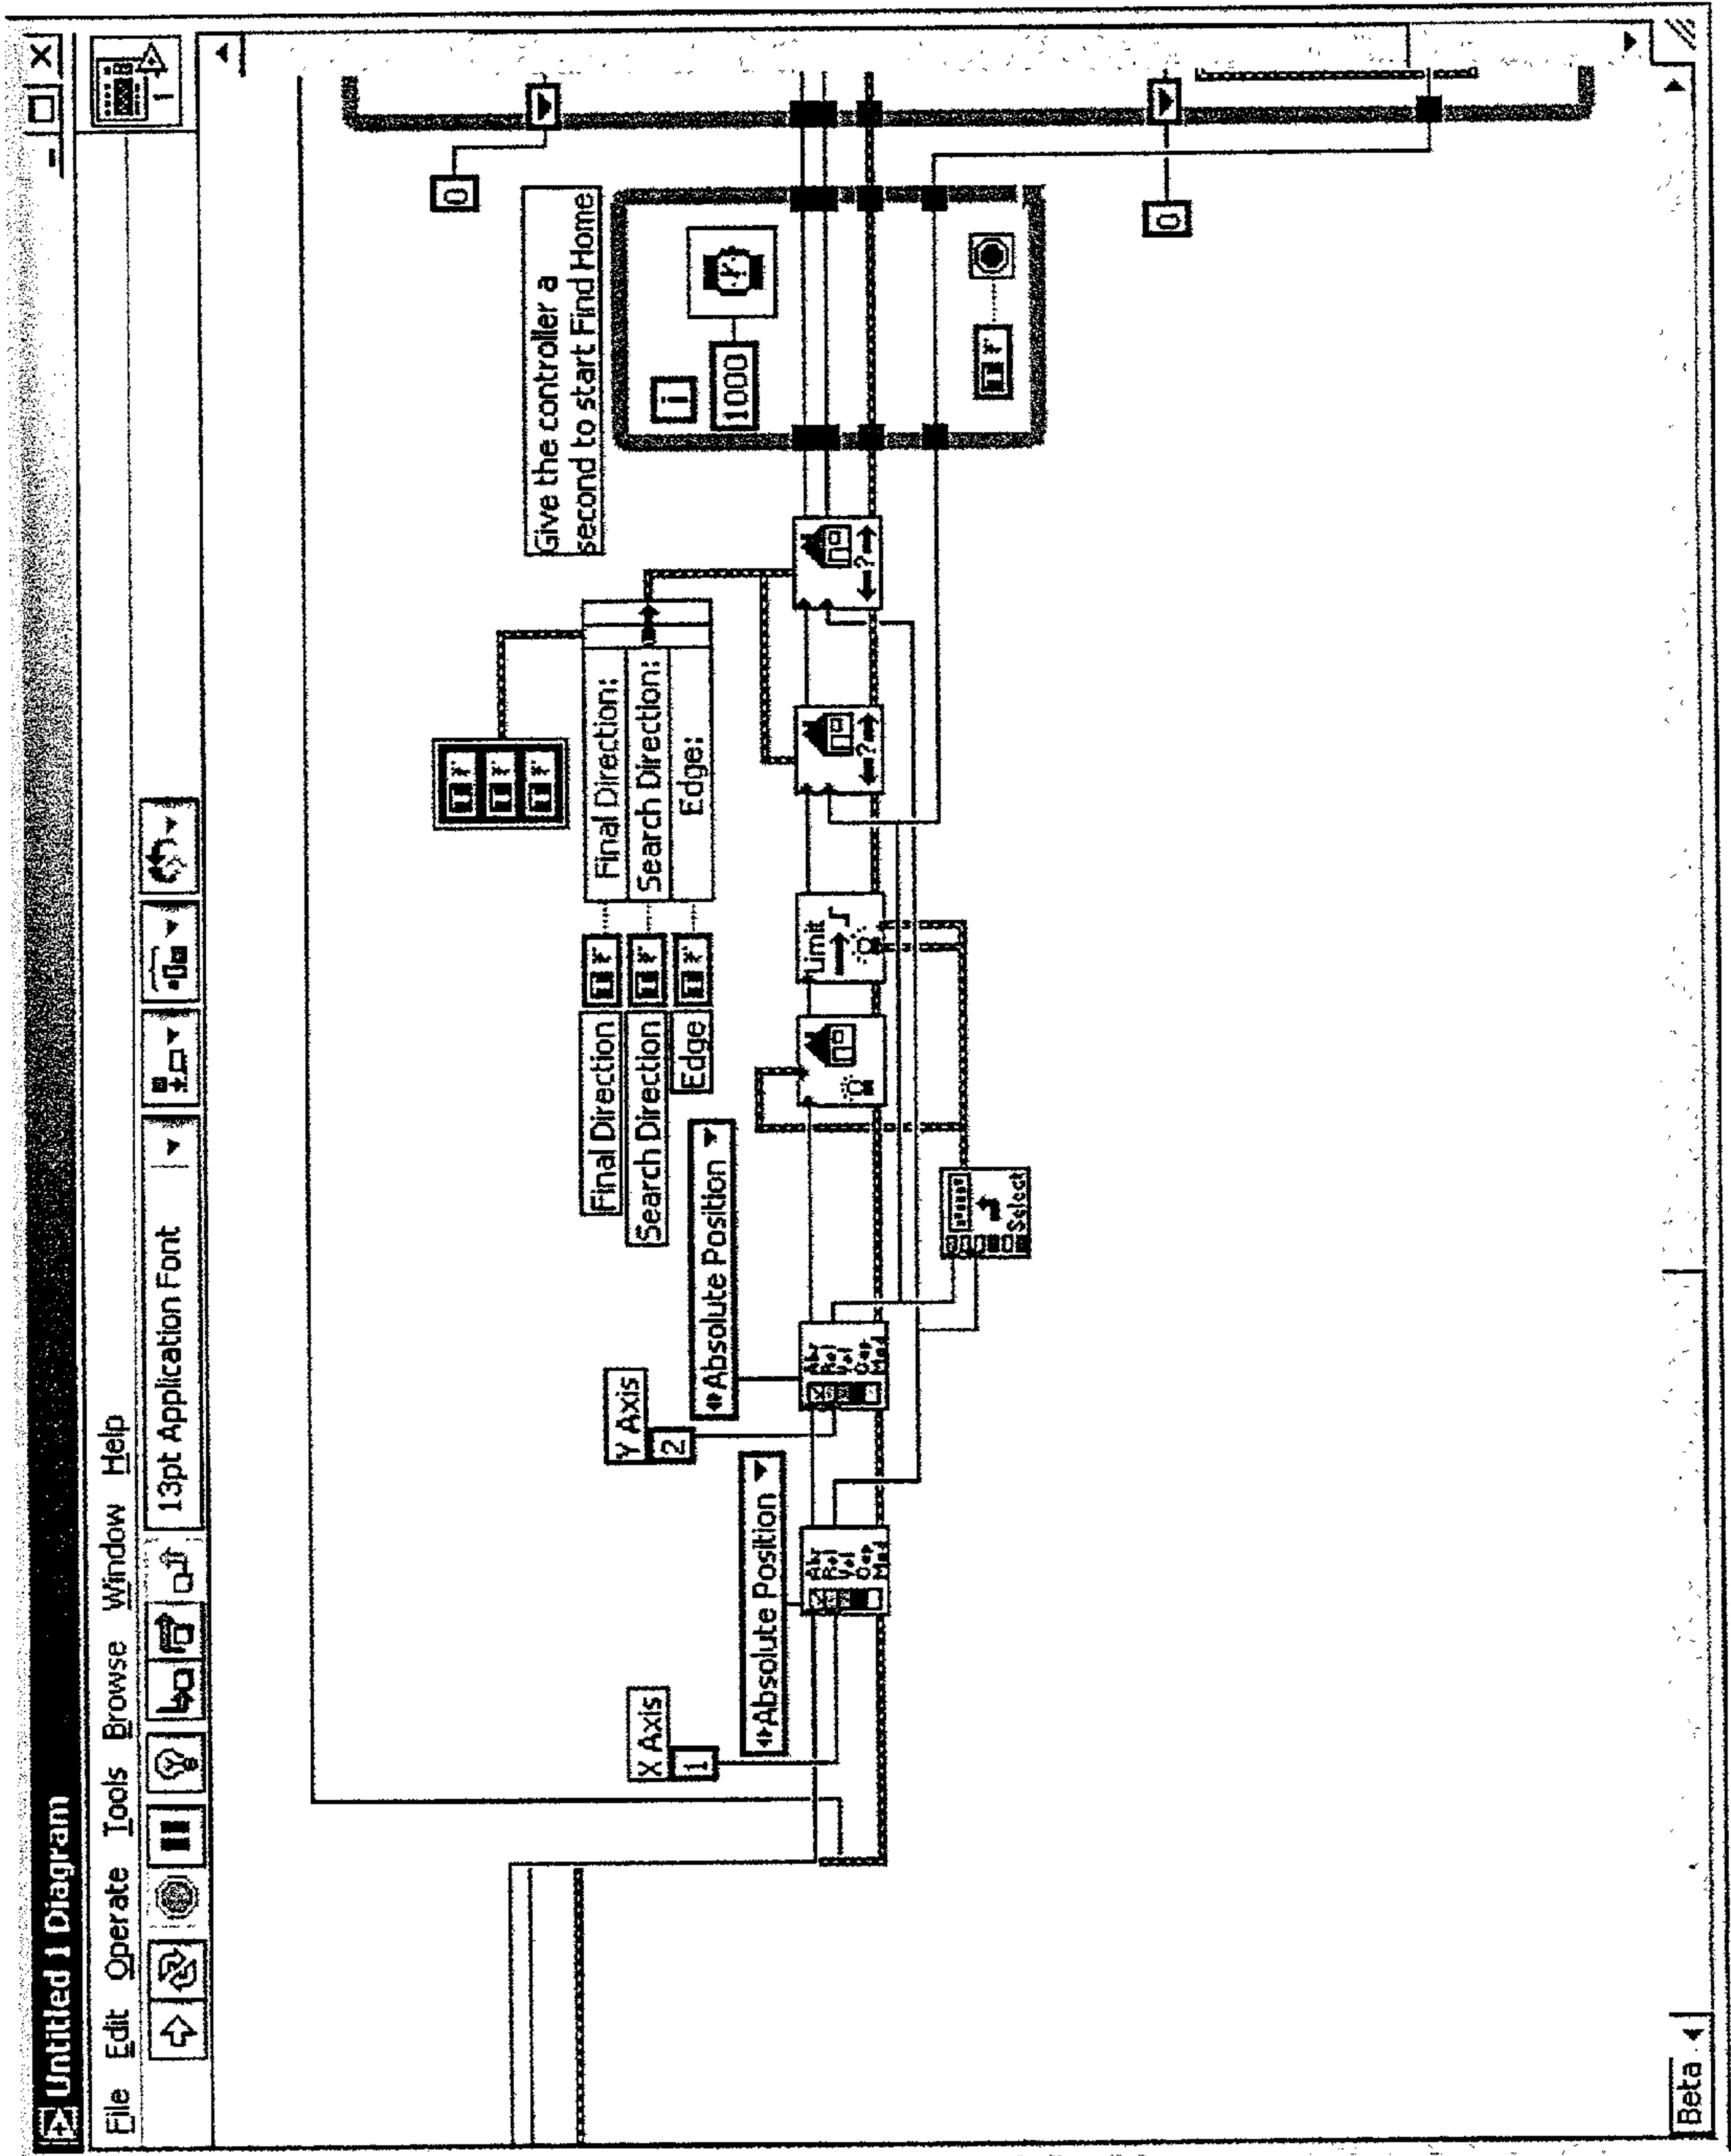 Untitled 1 Diagram
File Edit Operate Tools Browse Window Help
13pt Application Font
1
0
Give the controller a
second to start Find Home
i
1000
Final Direction
Final Direction:
Search Direction
Search Direction:
Edge
Edge:
Y Axis
2
Absolute Position
X Axis
1
Absolute Position
Limit
Select
0
Beta